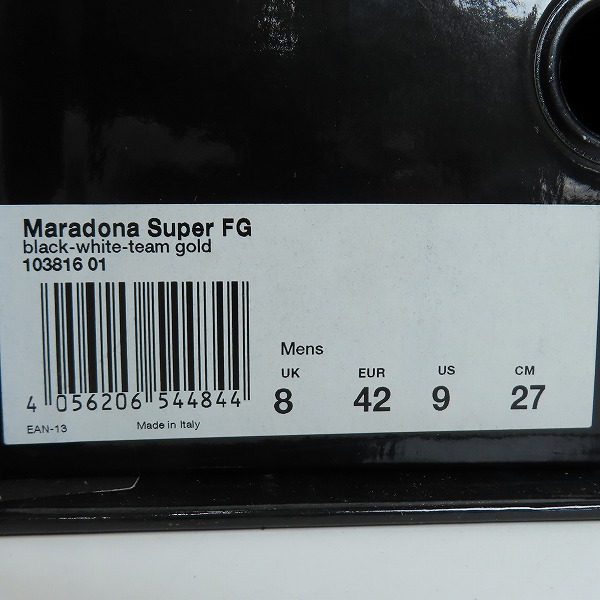 Maradona Super FG
black-white-team gold
103816 01
Mens
UK EUR US CM
8 42 9 27
4 056206 544844
EAN-13 Made in Italy